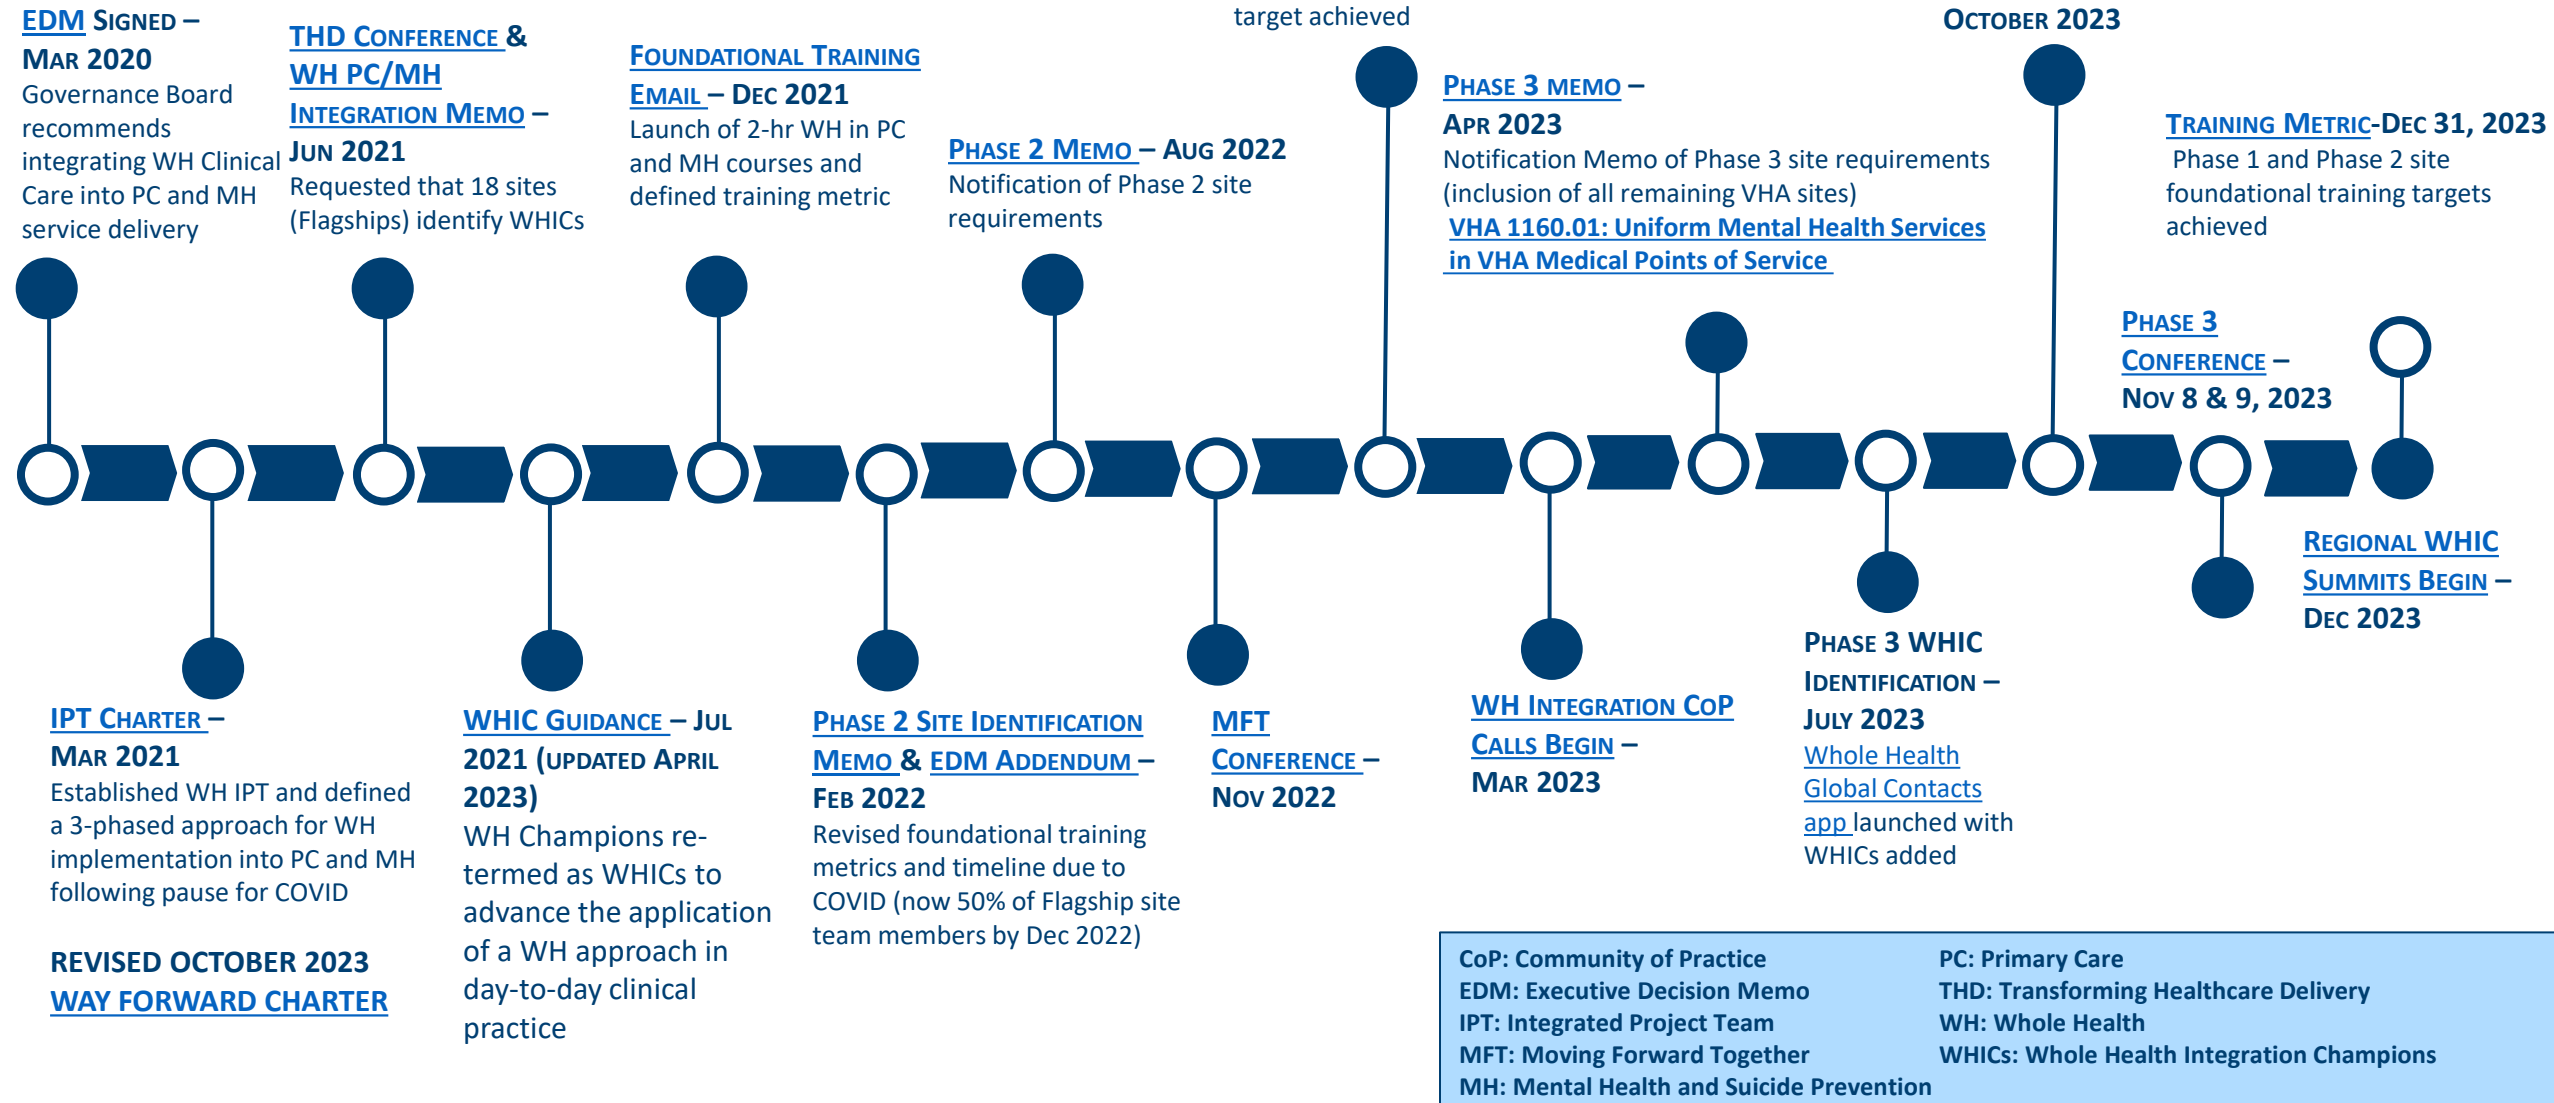 EDM SIGNED –
MAR 2020
Governance Board
recommends
integrating WH Clinical
Care into PC and MH
service delivery
THD CONFERENCE &
WH PC/MH
INTEGRATION MEMO –
JUN 2021
Requested that 18 sites
(Flagships) identify WHICs
FOUNDATIONAL TRAINING
EMAIL – DEC 2021
Launch of 2-hr WH in PC
and MH courses and
defined training metric
PHASE 2 MEMO – AUG 2022
Notification of Phase 2 site
requirements
target achieved
PHASE 3 MEMO –
APR 2023
Notification Memo of Phase 3 site requirements
(inclusion of all remaining VHA sites)
VHA 1160.01: Uniform Mental Health Services
in VHA Medical Points of Service
OCTOBER 2023
TRAINING METRIC-DEC 31, 2023
Phase 1 and Phase 2 site
foundational training targets
achieved
PHASE 3
CONFERENCE –
NOV 8 & 9, 2023
IPT CHARTER –
MAR 2021
Established WH IPT and defined
a 3-phased approach for WH
implementation into PC and MH
following pause for COVID
REVISED OCTOBER 2023
WAY FORWARD CHARTER
WHIC GUIDANCE – JUL
2021 (UPDATED APRIL
2023)
WH Champions re-
termed as WHICs to
advance the application
of a WH approach in
day-to-day clinical
practice
PHASE 2 SITE IDENTIFICATION
MEMO & EDM ADDENDUM –
FEB 2022
Revised foundational training
metrics and timeline due to
COVID (now 50% of Flagship site
team members by Dec 2022)
MFT
CONFERENCE –
NOV 2022
WH INTEGRATION COP
CALLS BEGIN –
MAR 2023
PHASE 3 WHIC
IDENTIFICATION –
JULY 2023
Whole Health
Global Contacts
app launched with
WHICs added
REGIONAL WHIC
SUMMITS BEGIN –
DEC 2023
CoP: Community of Practice
EDM: Executive Decision Memo
IPT: Integrated Project Team
MFT: Moving Forward Together
MH: Mental Health and Suicide Prevention
PC: Primary Care
THD: Transforming Healthcare Delivery
WH: Whole Health
WHICs: Whole Health Integration Champions